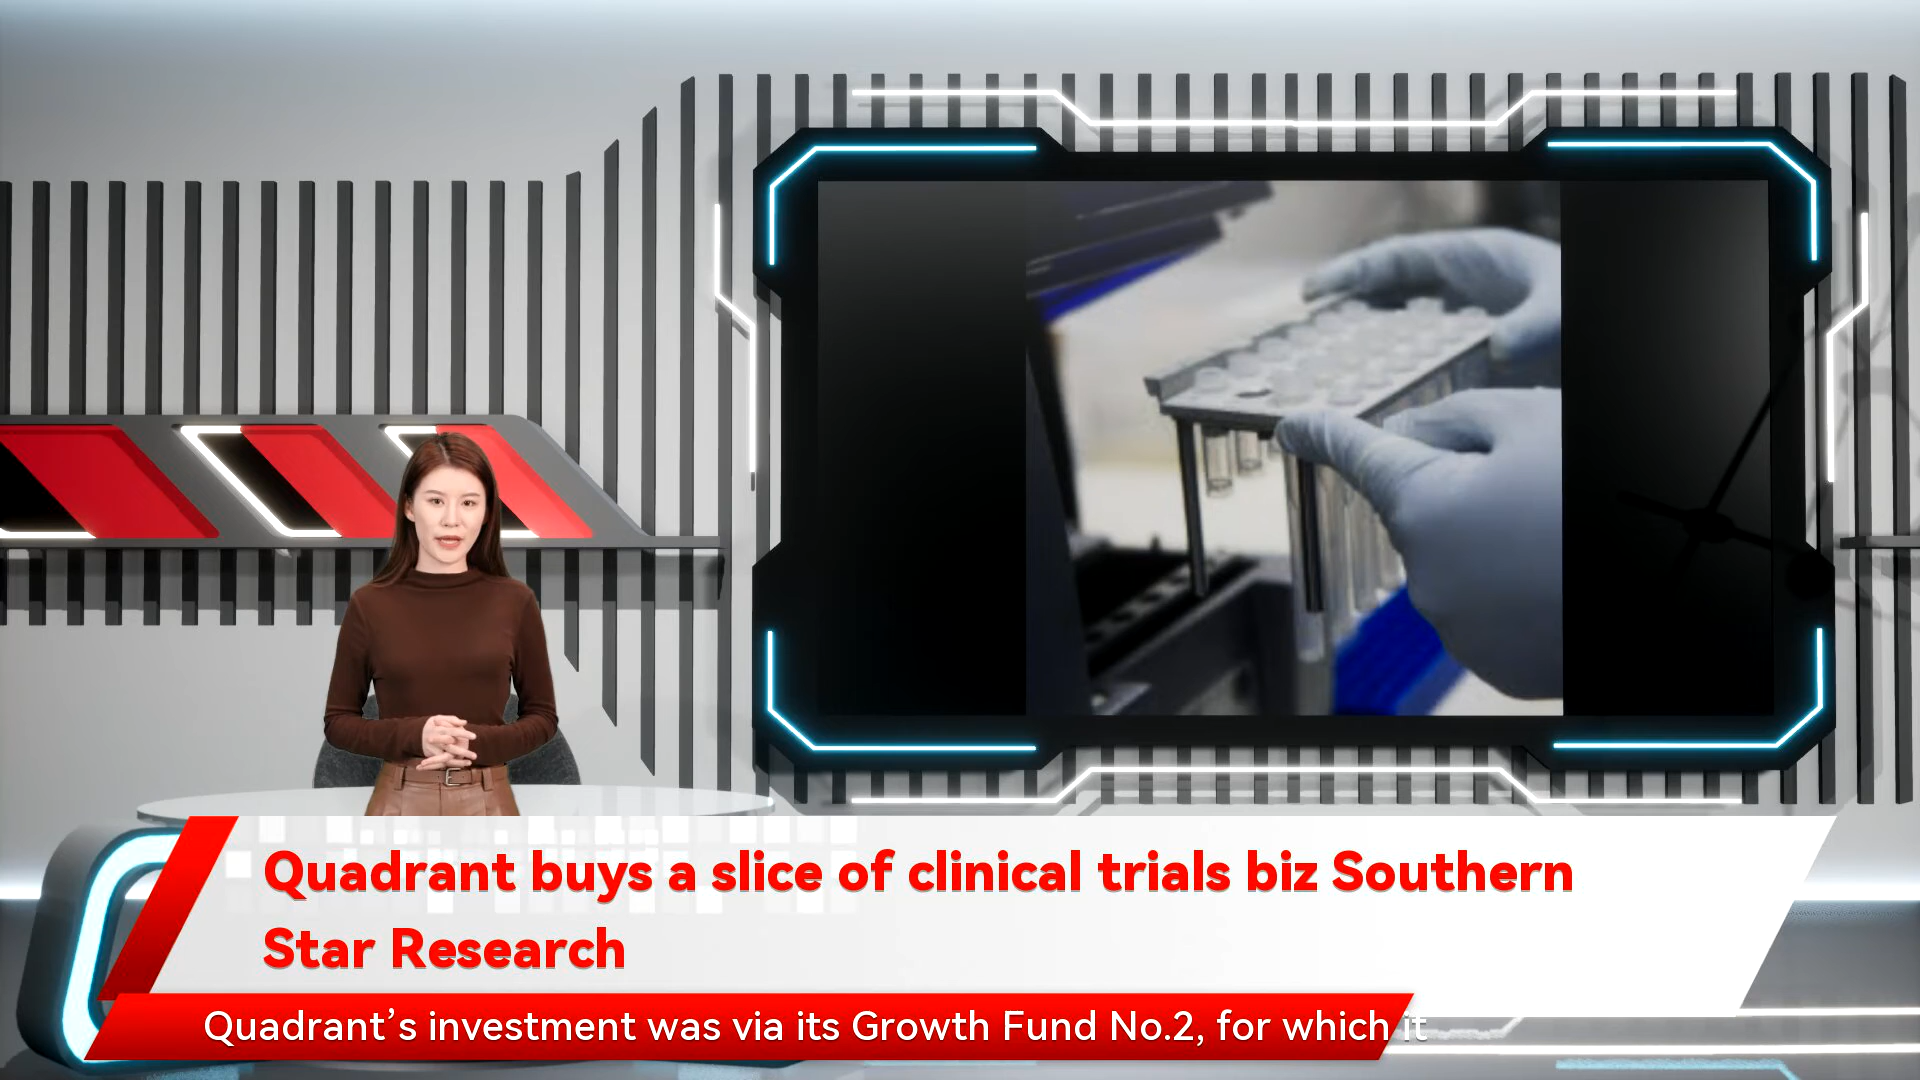 Quadrant buys a slice of clinical trials biz Southern
Star Research
Quadrant’s investment was via its Growth Fund No.2, for which it